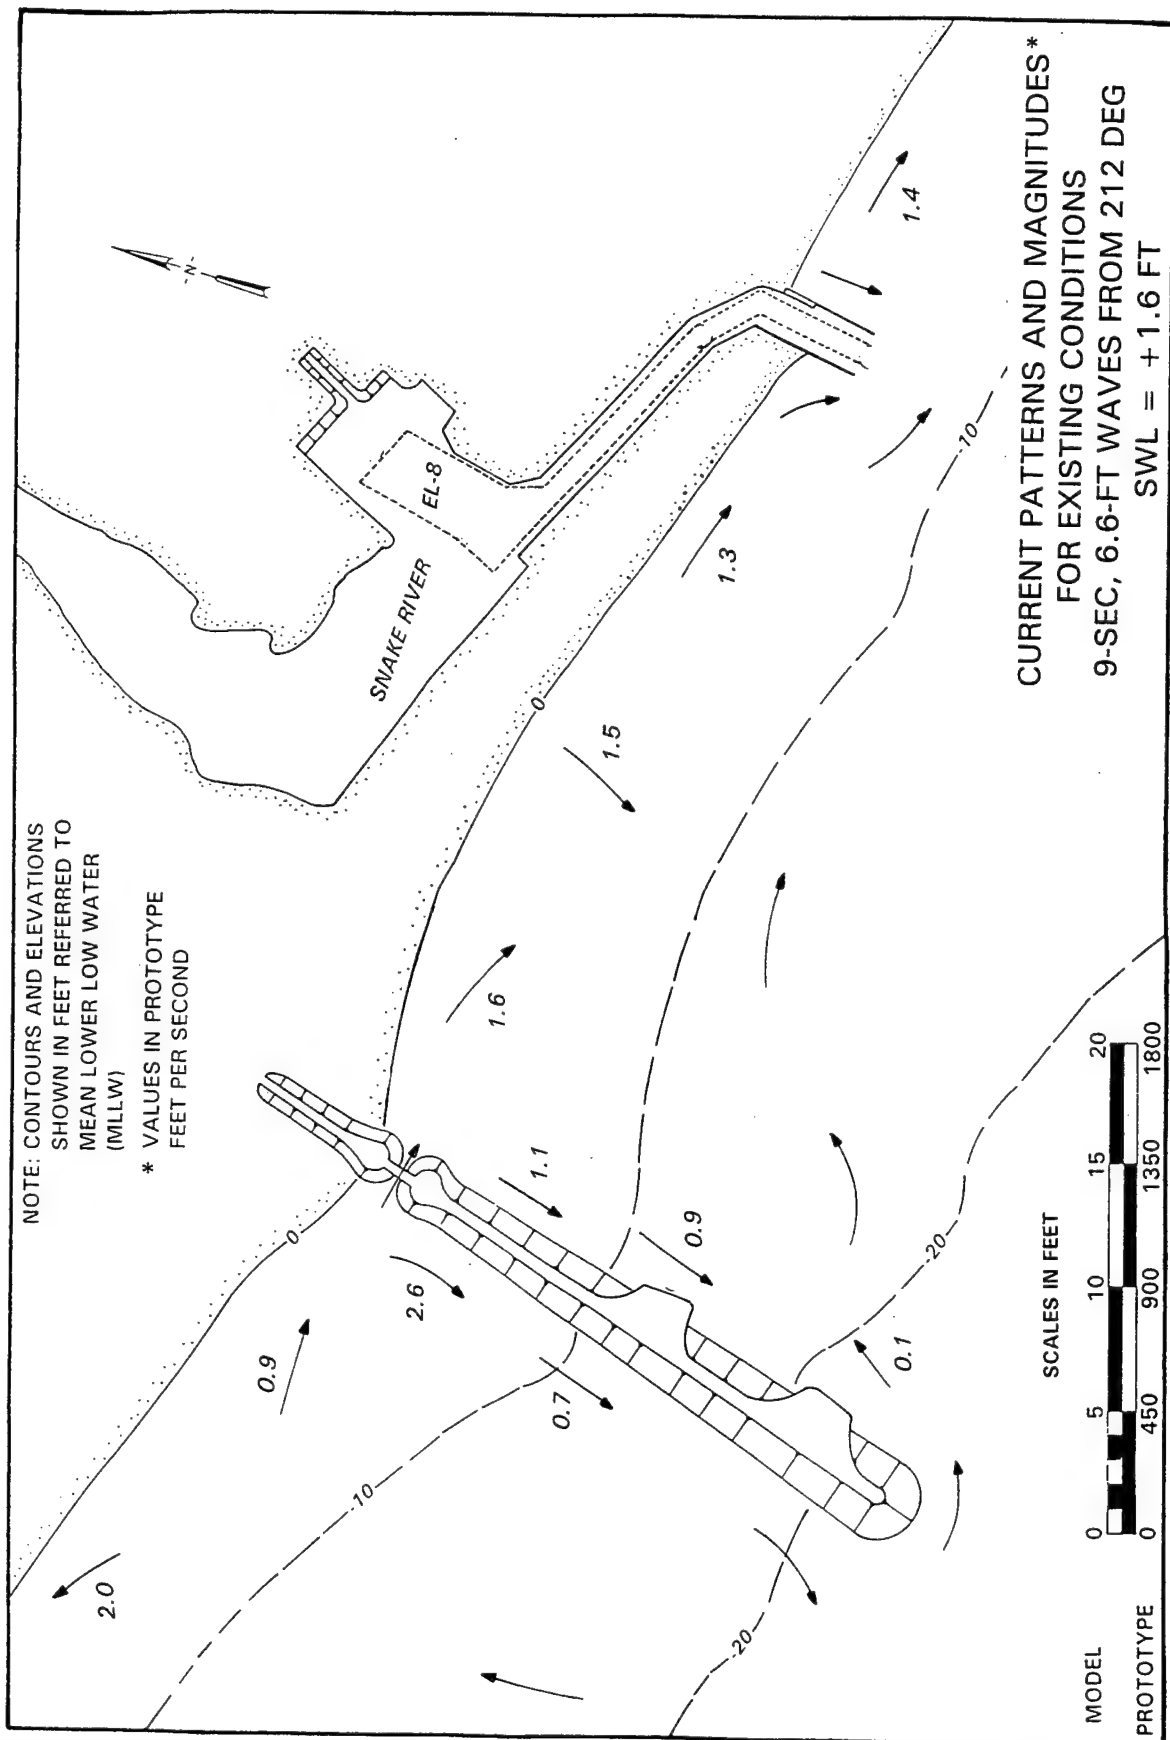 NOTE: CONTOURS AND ELEVATIONS
SHOWN IN FEET REFERRED TO
MEAN LOWER LOW WATER
(MLLW)
* VALUES IN PROTOTYPE
FEET PER SECOND
N
SNAKE RIVER
EL-8
0
0
-10
-10
-20
-20
2.0
0.9
2.6
0.7
1.1
0.9
0.1
1.6
1.5
1.3
1.4
SCALES IN FEET
MODEL 0 5 10 15 20
PROTOTYPE 0 450 900 1350 1800
CURRENT PATTERNS AND MAGNITUDES*
FOR EXISTING CONDITIONS
9-SEC, 6.6-FT WAVES FROM 212 DEG
SWL = +1.6 FT